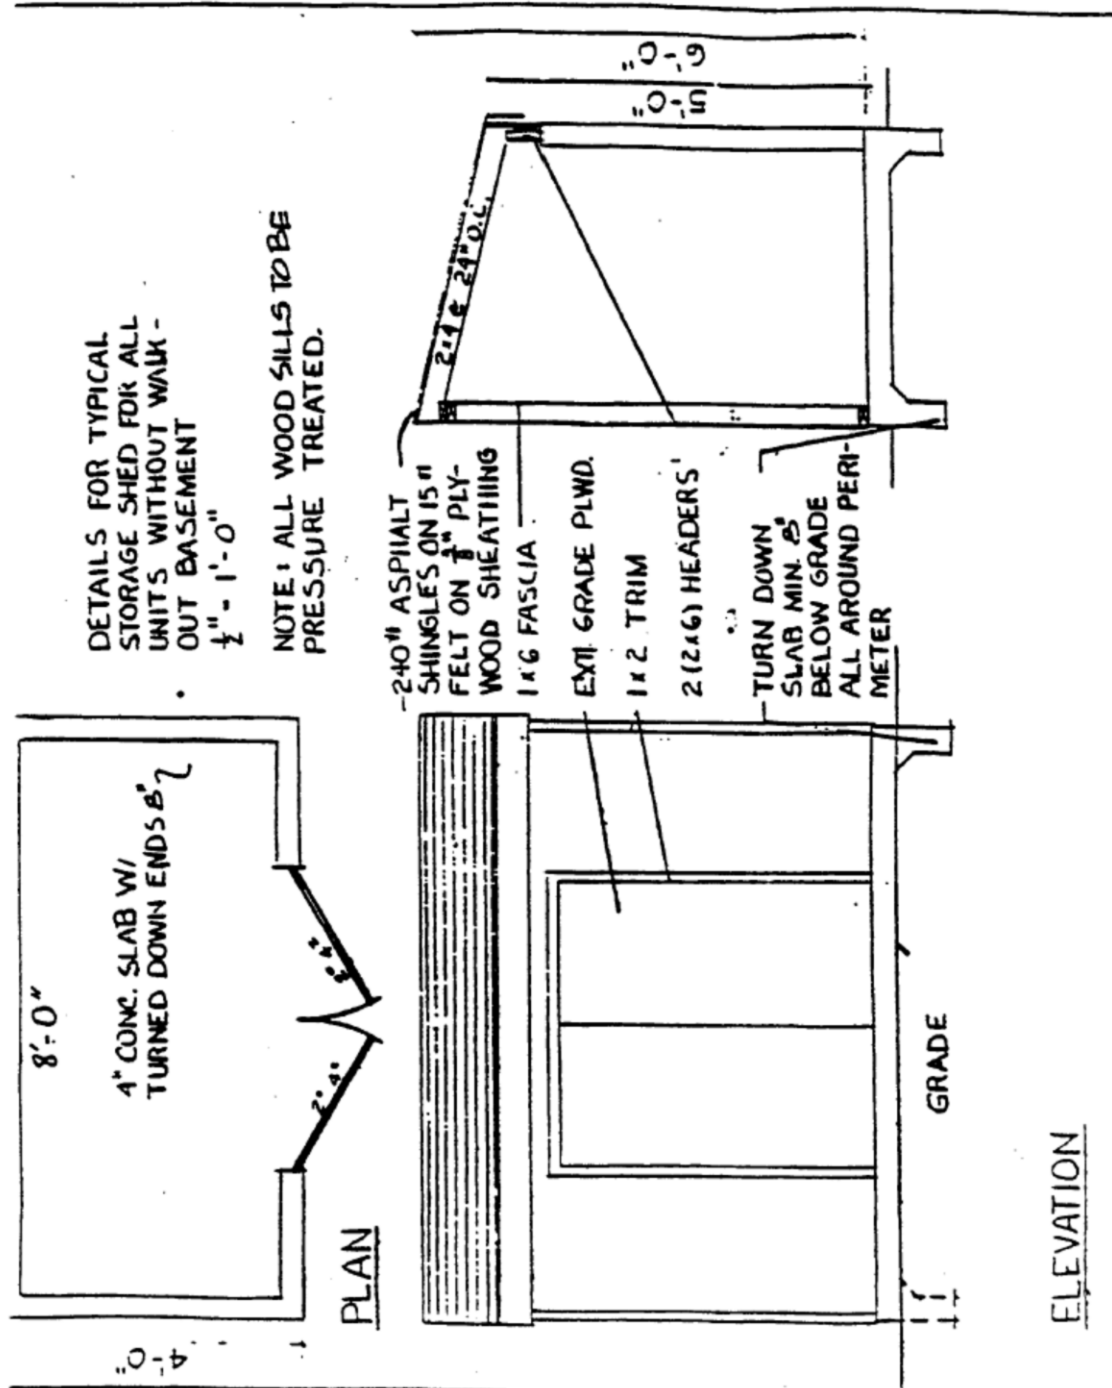 DETAILS FOR TYPICAL
STORAGE SHED FOR ALL
UNITS WITHOUT WALK-
OUT BASEMENT
½" - 1'-0"
NOTE: ALL WOOD SILLS TO BE
PRESSURE TREATED.
8'-0"
4" CONC. SLAB W/
TURNED DOWN ENDS 8"
2° 4°
4'-0"
PLAN
240# ASPHALT
SHINGLES ON 15#
FELT ON PLY-
WOOD SHEATHING
1x6 FASCIA
EXT. GRADE PLWD.
1x2 TRIM
2(2x6) HEADERS
TURN DOWN
SLAB MIN. 8"
BELOW GRADE
ALL AROUND PERI-
METER
2x4 @ 24" O.C.
6'-0"
5'-0"
GRADE
ELEVATION